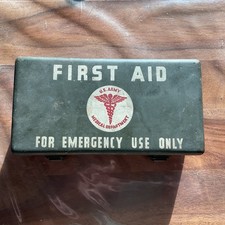 FIRST AID
U.S. ARMY
MEDICAL DEPARTMENT
FOR EMERGENCY USE ONLY